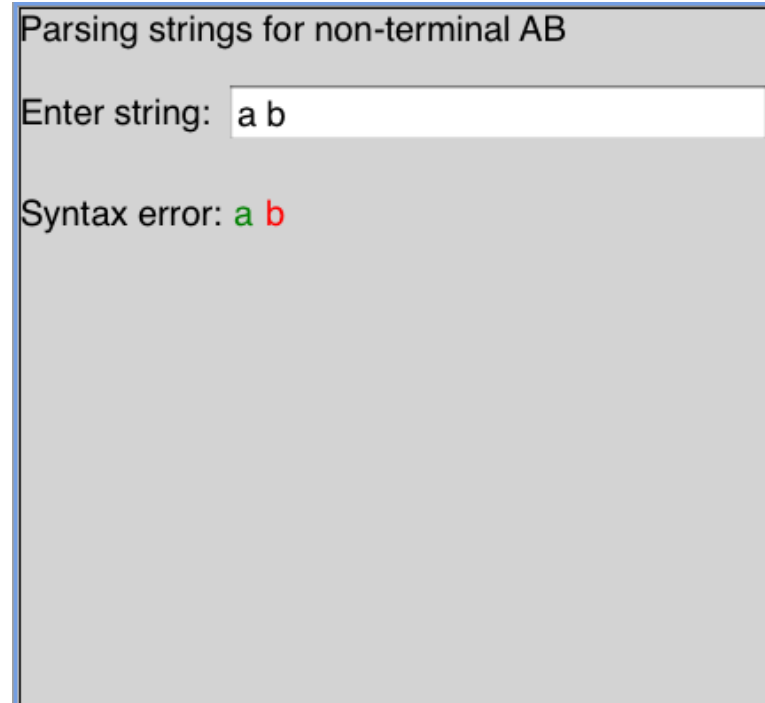 Parsing strings for non-terminal AB
Enter string: a b
Syntax error: a b